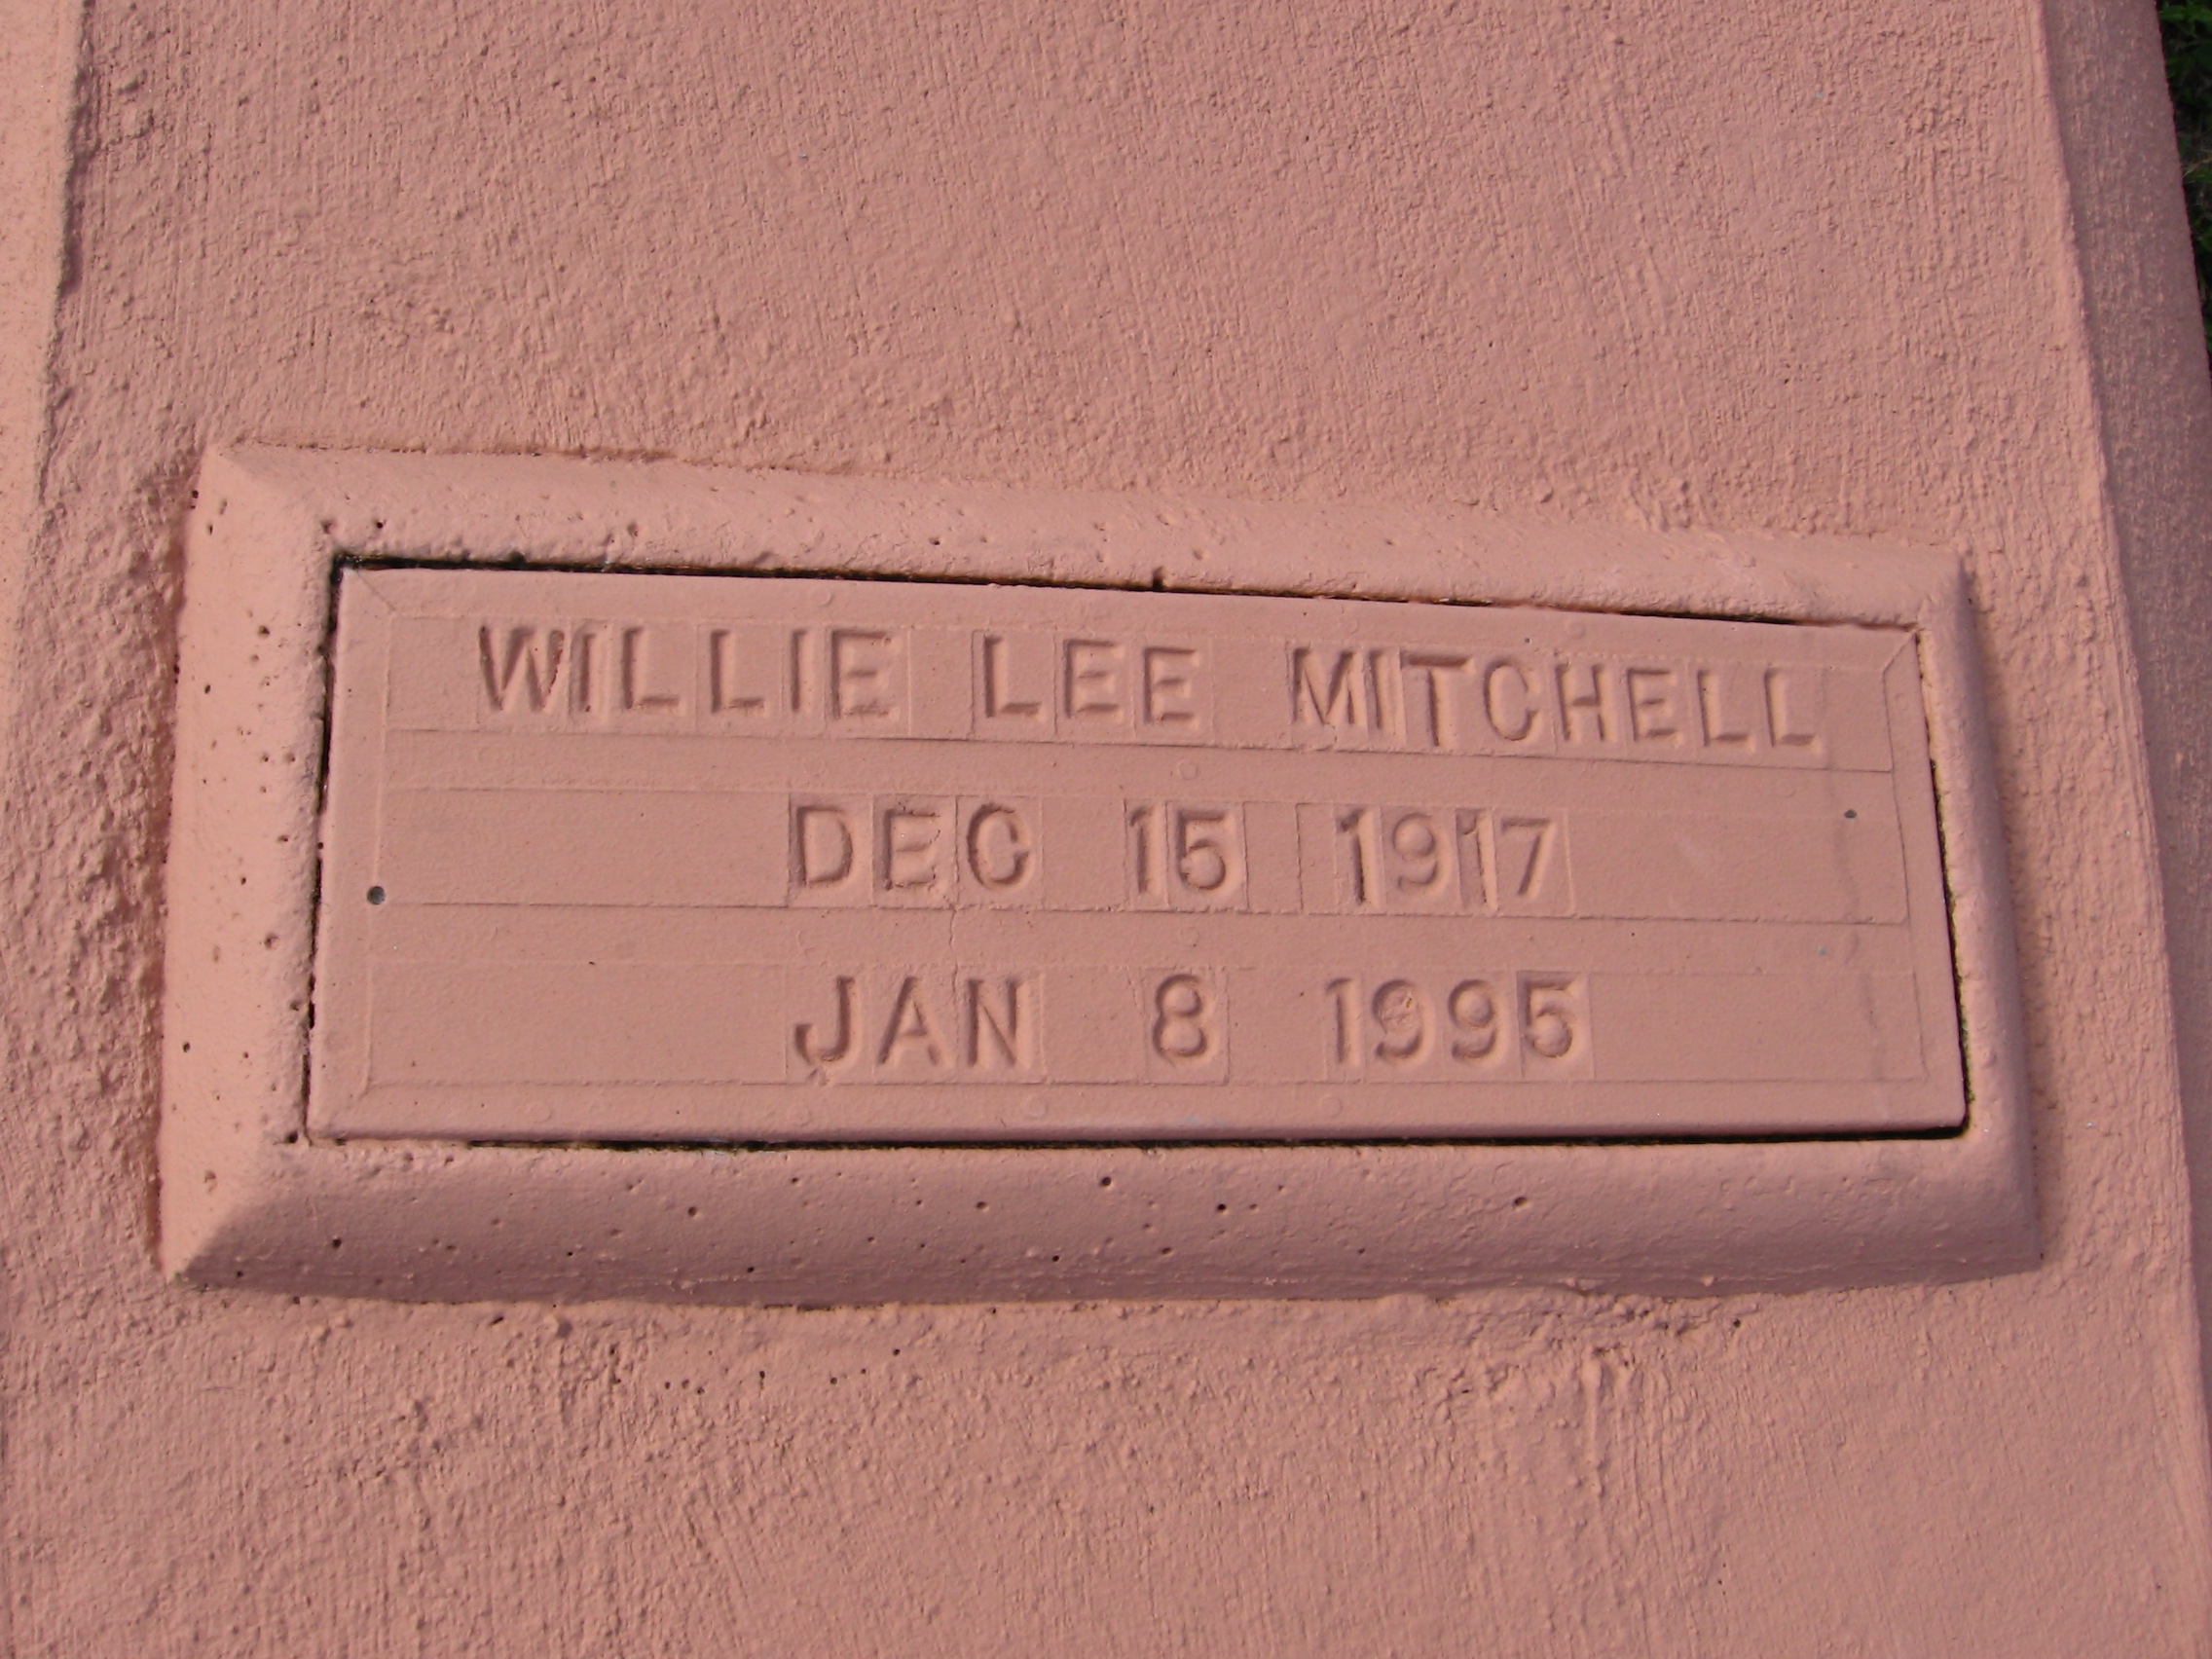 WILLIE LEE MITCHELL
DEC 15 1917
JAN 8 1995